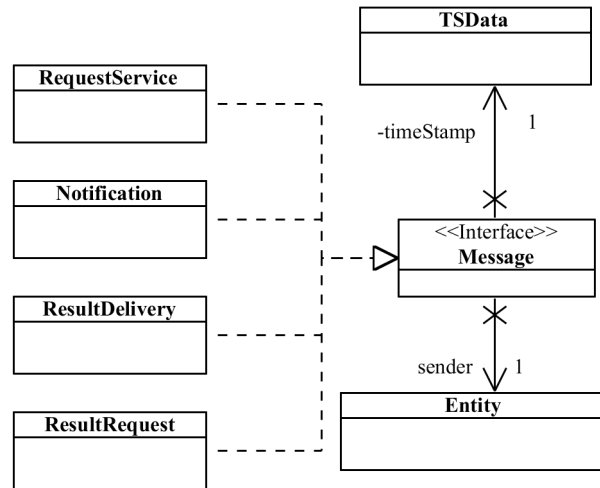 TSData
RequestService
-timeStamp
1
Notification
<<Interface>>
Message
ResultDelivery
sender
1
Entity
ResultRequest